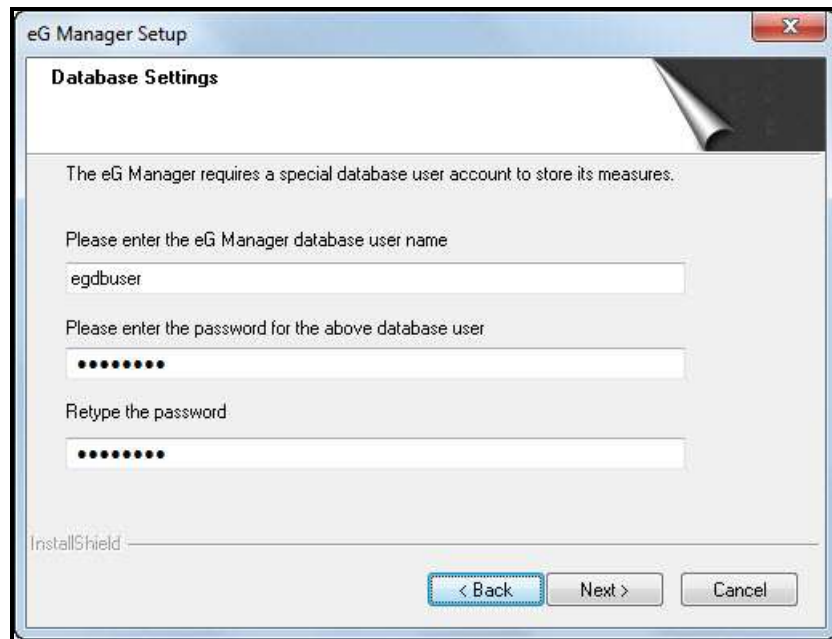 eG Manager Setup
Database Settings
The eG Manager requires a special database user account to store its measures.
Please enter the eG Manager database user name
egdbuser
Please enter the password for the above database user
••••••••
Retype the password
••••••••
InstallShield
< Back Next > Cancel